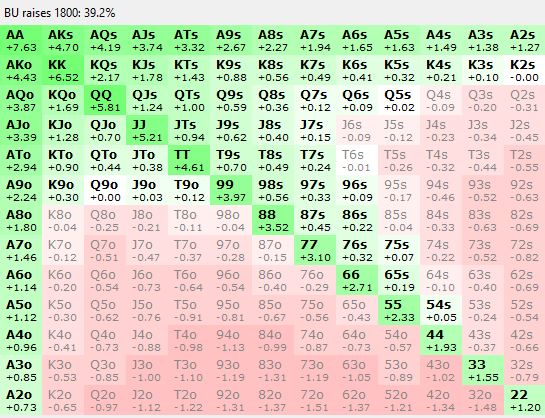 BU raises 1800: 39.2%
AA AKs AQs AJs ATs A9s A8s A7s A6s A5s A4s A3s A2s
+7.63 +4.70 +4.19 +3.74 +3.32 +2.67 +2.27 +1.94 +1.65 +1.63 +1.49 +1.38 +1.27
AKo KK KQs KJs KTs K9s K8s K7s K6s K5s K4s K3s K2s
+4.43 +6.52 +2.17 +1.78 +1.43 +0.88 +0.56 +0.49 +0.41 +0.32 +0.21 +0.10 -0.00
AQo KQo QQ QJs QTs Q9s Q8s Q7s Q6s Q5s Q4s Q3s Q2s
+3.87 +1.69 +5.81 +1.24 +1.00 +0.59 +0.36 +0.12 +0.09 +0.02 -0.09 -0.20 -0.31
AJo KJo QJo JJ JTs J9s J8s J7s J6s J5s J4s J3s J2s
+3.39 +1.28 +0.70 +5.21 +0.94 +0.62 +0.40 +0.15 -0.09 -0.12 -0.23 -0.34 -0.45
ATo KTo QTo JTo TT T9s T8s T7s T6s T5s T4s T3s T2s
+2.94 +0.90 +0.44 +0.38 +4.61 +0.70 +0.49 +0.24 -0.01 -0.26 -0.32 -0.44 -0.55
A9o K9o Q9o J9o T9o 99 98s 97s 96s 95s 94s 93s 92s
+2.24 +0.30 +0.00 +0.03 +0.12 +3.97 +0.56 +0.33 +0.09 -0.17 -0.46 -0.52 -0.63
A8o K8o Q8o J8o T8o 98o 88 87s 86s 85s 84s 83s 82s
+1.80 -0.04 -0.25 -0.21 -0.11 -0.04 +3.52 +0.45 +0.22 -0.04 -0.33 -0.63 -0.69
A7o K7o Q7o J7o T7o 97o 87o 77 76s 75s 74s 73s 72s
+1.46 -0.12 -0.51 -0.47 -0.37 -0.28 -0.15 +3.10 +0.32 +0.07 -0.22 -0.52 -0.82
A6o K6o Q6o J6o T6o 96o 86o 76o 66 65s 64s 63s 62s
+1.14 -0.20 -0.54 -0.73 -0.64 -0.54 -0.40 -0.29 +2.71 +0.19 -0.10 -0.40 -0.69
A5o K5o Q5o J5o T5o 95o 85o 75o 65o 55 54s 53s 52s
+1.12 -0.30 -0.62 -0.76 -0.91 -0.81 -0.67 -0.56 -0.43 +2.33 +0.05 -0.24 -0.54
A4o K4o Q4o J4o T4o 94o 84o 74o 64o 54o 44 43s 42s
+0.96 -0.41 -0.73 -0.88 -0.98 -1.13 -0.99 -0.87 -0.73 -0.57 +1.93 -0.37 -0.66
A3o K3o Q3o J3o T3o 93o 83o 73o 63o 53o 43o 33 32s
+0.85 -0.53 -0.85 -1.00 -1.10 -1.19 -1.31 -1.19 -1.05 -0.89 -1.02 +1.55 -0.79
A2o K2o Q2o J2o T2o 92o 82o 72o 62o 52o 42o 32o 22
+0.73 -0.65 -0.97 -1.12 -1.22 -1.31 -1.37 -1.51 -1.37 -1.21 -1.34 -1.48 +1.20